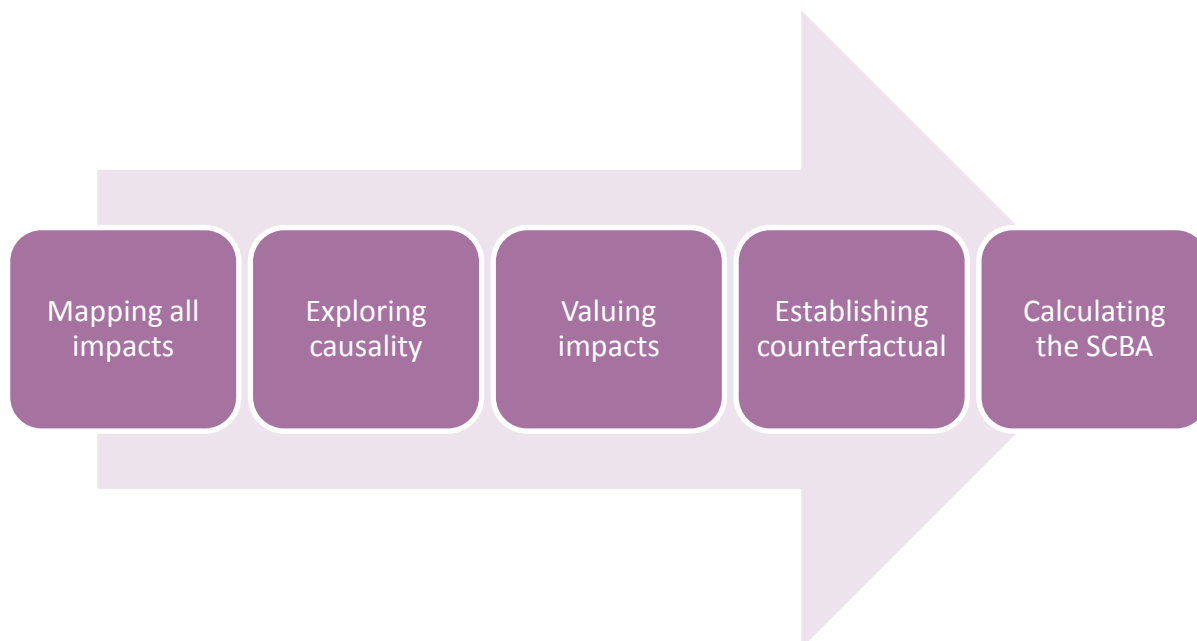 Mapping all
impacts
Exploring
causality
Valuing
impacts
Establishing
counterfactual
Calculating
the SCBA